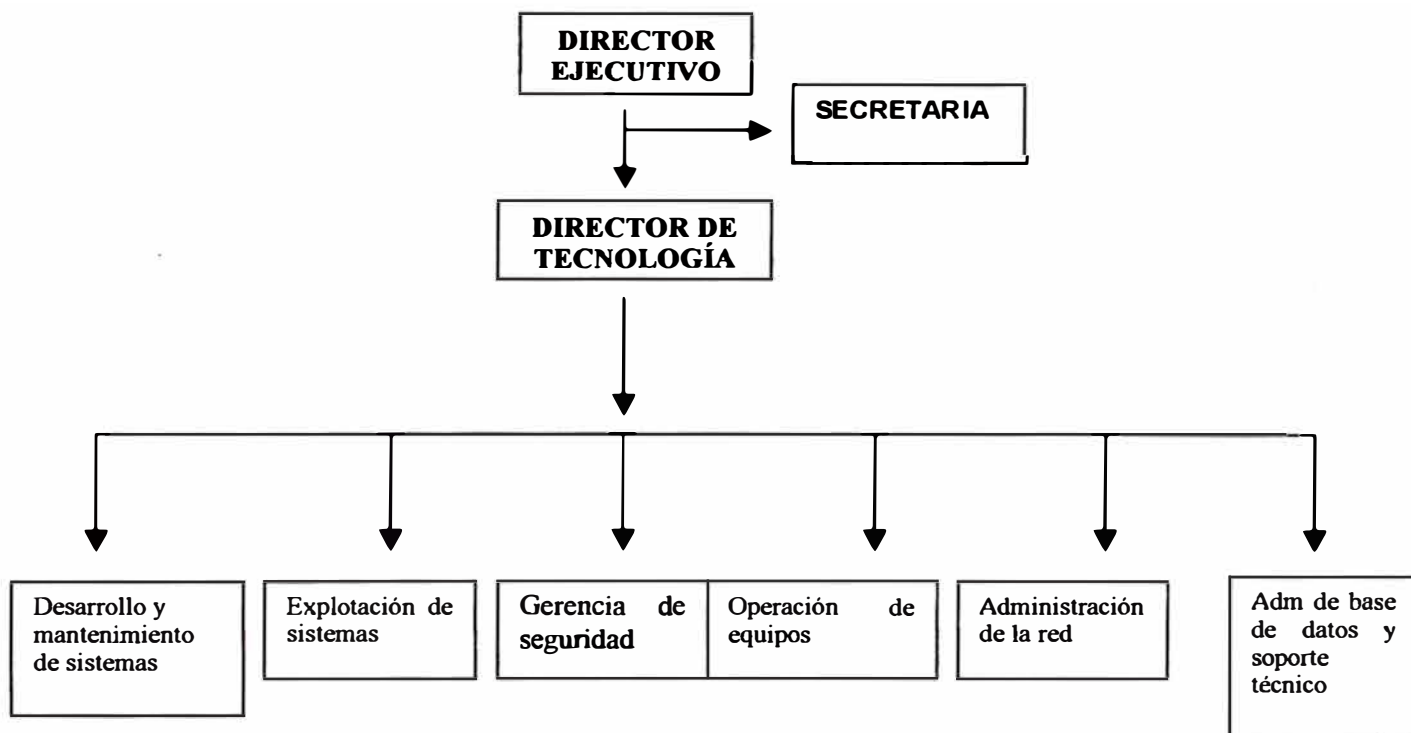 DIRECTOR
EJECUTIVO
SECRETARIA
DIRECTOR DE
TECNOLOGÍA
Desarrollo y
mantenimiento
de sistemas
Explotación de
sistemas
Gerencia de
seguridad
Operación de
equipos
Administración
de la red
Adm de base
de datos y
soporte
técnico